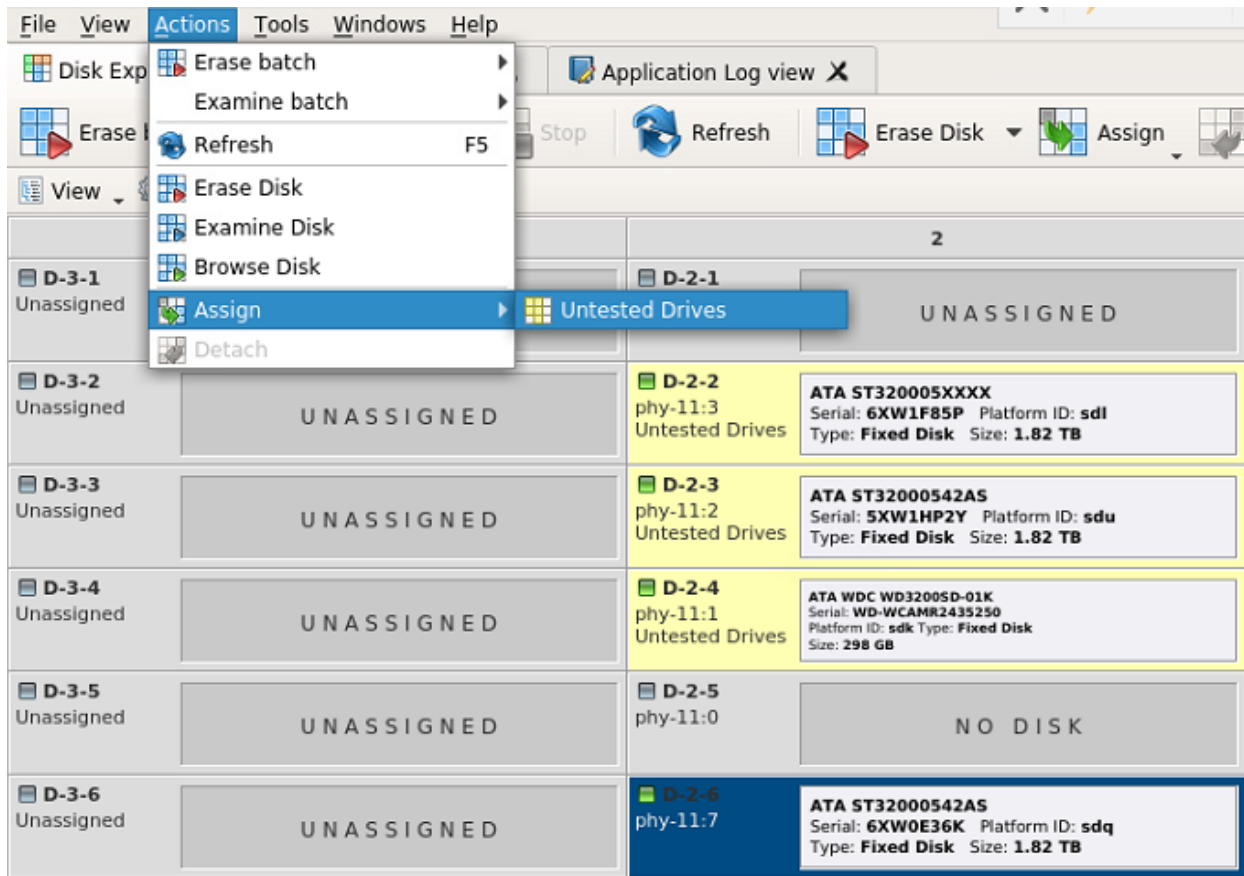 File View Actions Tools Windows Help
Disk Exp
Application Log view
Erase batch
Examine batch
Refresh F5
Erase Disk
Examine Disk
Browse Disk
Assign
Untested Drives
Detach
Erase
Stop
Refresh
Erase Disk
Assign
View
2
D-3-1
Unassigned
D-2-1
UNASSIGNED
D-3-2
Unassigned
UNASSIGNED
D-2-2
phy-11:3
Untested Drives
ATA ST320005XXXX
Serial: 6XW1F85P Platform ID: sdl
Type: Fixed Disk Size: 1.82 TB
D-3-3
Unassigned
UNASSIGNED
D-2-3
phy-11:2
Untested Drives
ATA ST32000542AS
Serial: 5XW1HP2Y Platform ID: sdu
Type: Fixed Disk Size: 1.82 TB
D-3-4
Unassigned
UNASSIGNED
D-2-4
phy-11:1
Untested Drives
ATA WDC WD3200SD-01K
Serial: WD-WCAMR2435250
Platform ID: sdk Type: Fixed Disk
Size: 298 GB
D-3-5
Unassigned
UNASSIGNED
D-2-5
phy-11:0
NO DISK
D-3-6
Unassigned
UNASSIGNED
D-2-6
phy-11:7
ATA ST32000542AS
Serial: 6XW0E36K Platform ID: sdq
Type: Fixed Disk Size: 1.82 TB